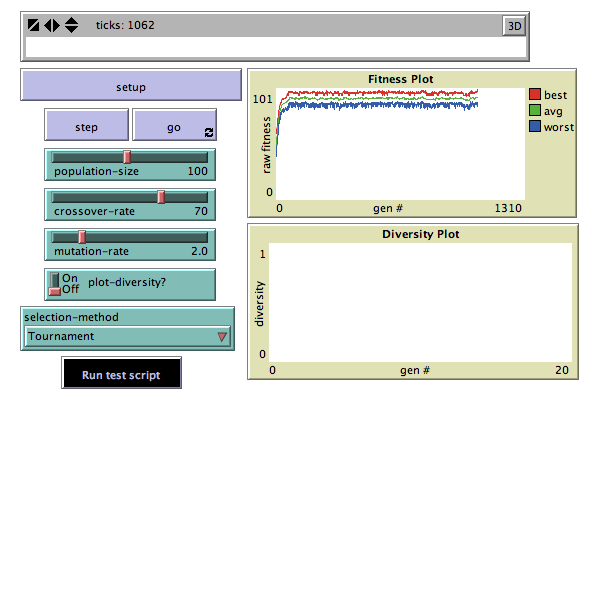 ticks: 1062
3D
setup
step
go
population-size 100
crossover-rate 70
mutation-rate 2.0
On
Off
plot-diversity?
selection-method
Tournament
Run test script
Fitness Plot
101
raw fitness
0
0
gen #
1310
best
avg
worst
Diversity Plot
1
diversity
0
0
gen #
20